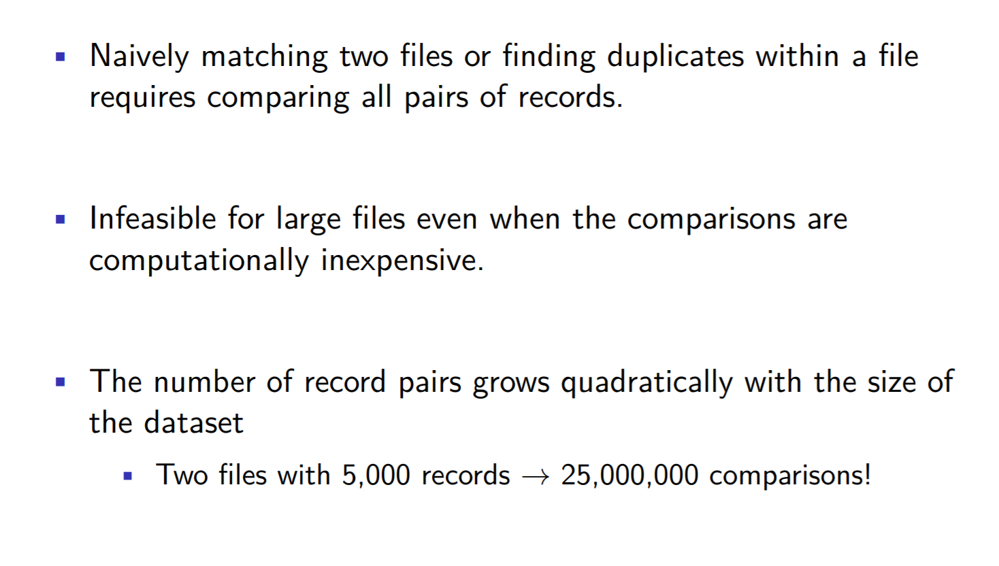 ▪ Naively matching two files or finding duplicates within a file
requires comparing all pairs of records.
▪ Infeasible for large files even when the comparisons are
computationally inexpensive.
▪ The number of record pairs grows quadratically with the size of
the dataset
▪ Two files with 5,000 records → 25,000,000 comparisons!